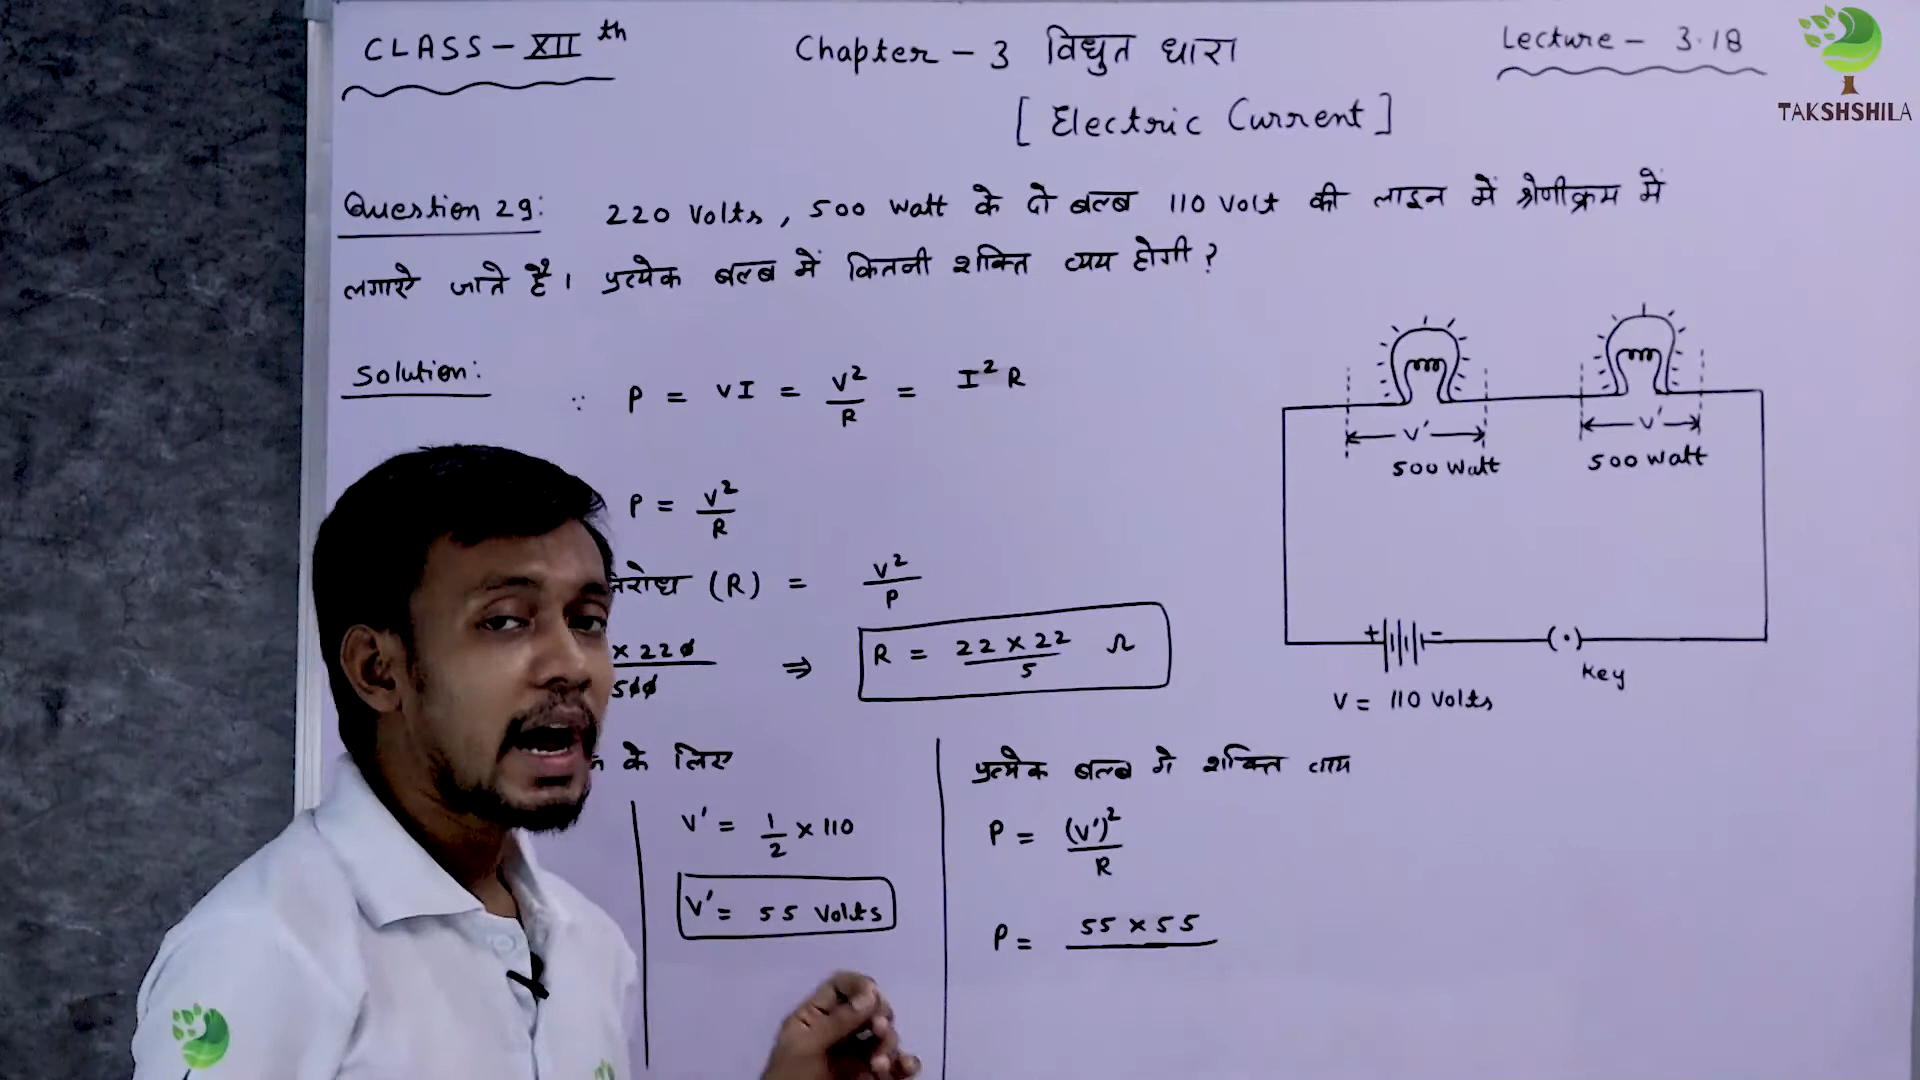 CLASS - XII th
Chapter - 3 विधुत धारा
Lecture - 3.18
TAKSHSHILA
[ Electric Current ]
Question 29: 220 Volts, 500 watt के दो बल्ब 110 Volt की लाइन में श्रेणीक्रम में
लगाऐ जाते है। प्रत्येक बल्ब में कितनी शक्ति व्यय होगी ?
Solution:
∵ P = VI = V²/R = I²R
P = V²/R
(R) = V²/P
x 220
500
⇒ R = 22 x 22 / 5 Ω
V' V'
500 watt 500 watt
+ -
Key
V = 110 Volts
के लिए
V' = 1/2 x 110
V' = 55 Volts
प्रत्येक बल्ब में शक्ति व्यय
P = (V')²/R
P = 55 x 55